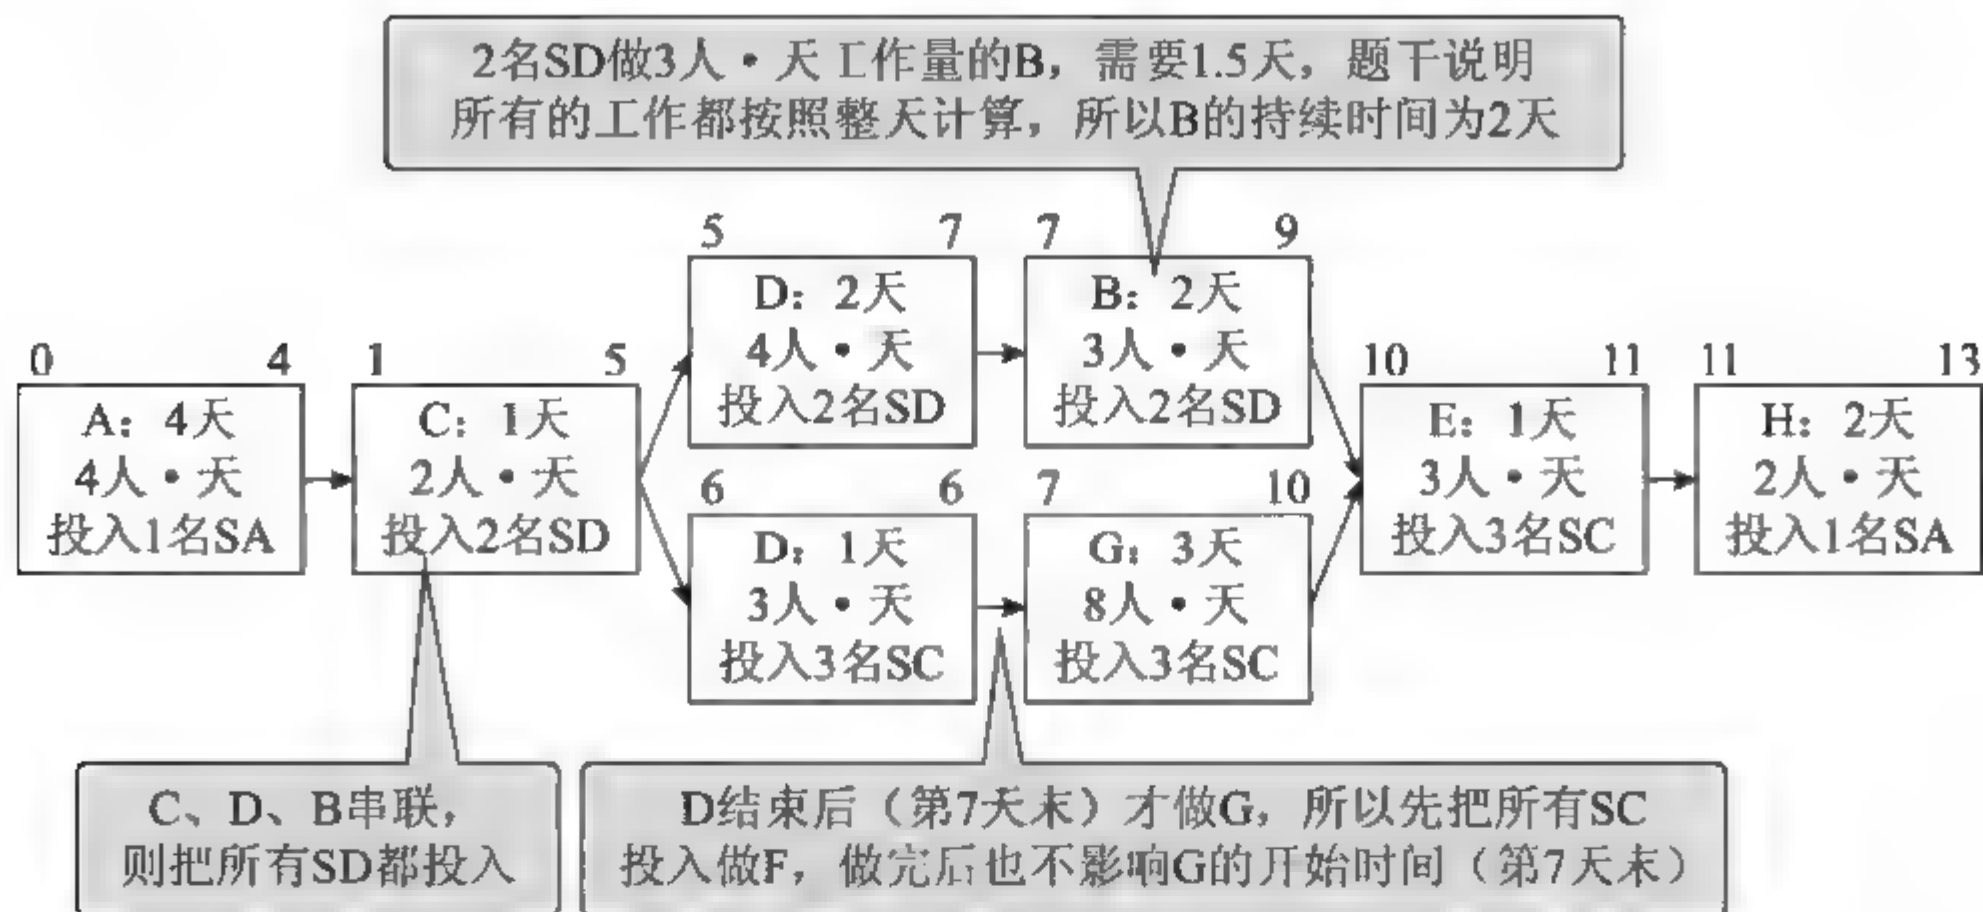 2名SD做3人·天工作量的B，需要1.5天，题干说明
所有的工作都按照整天计算，所以B的持续时间为2天
5 7
7 9
D：2天
4人·天
投入2名SD
B：2天
3人·天
投入2名SD
0 4
A：4天
4人·天
投入1名SA
1 5
C：1天
2人·天
投入2名SD
6 6
D：1天
3人·天
投入3名SC
7 10
G：3天
8人·天
投入3名SC
10 11
E：1天
3人·天
投入3名SC
11 13
H：2天
2人·天
投入1名SA
C、D、B串联，
则把所有SD都投入
D结束后（第7天末）才做G，所以先把所有SC
投入做F，做完后也不影响G的开始时间（第7天末）